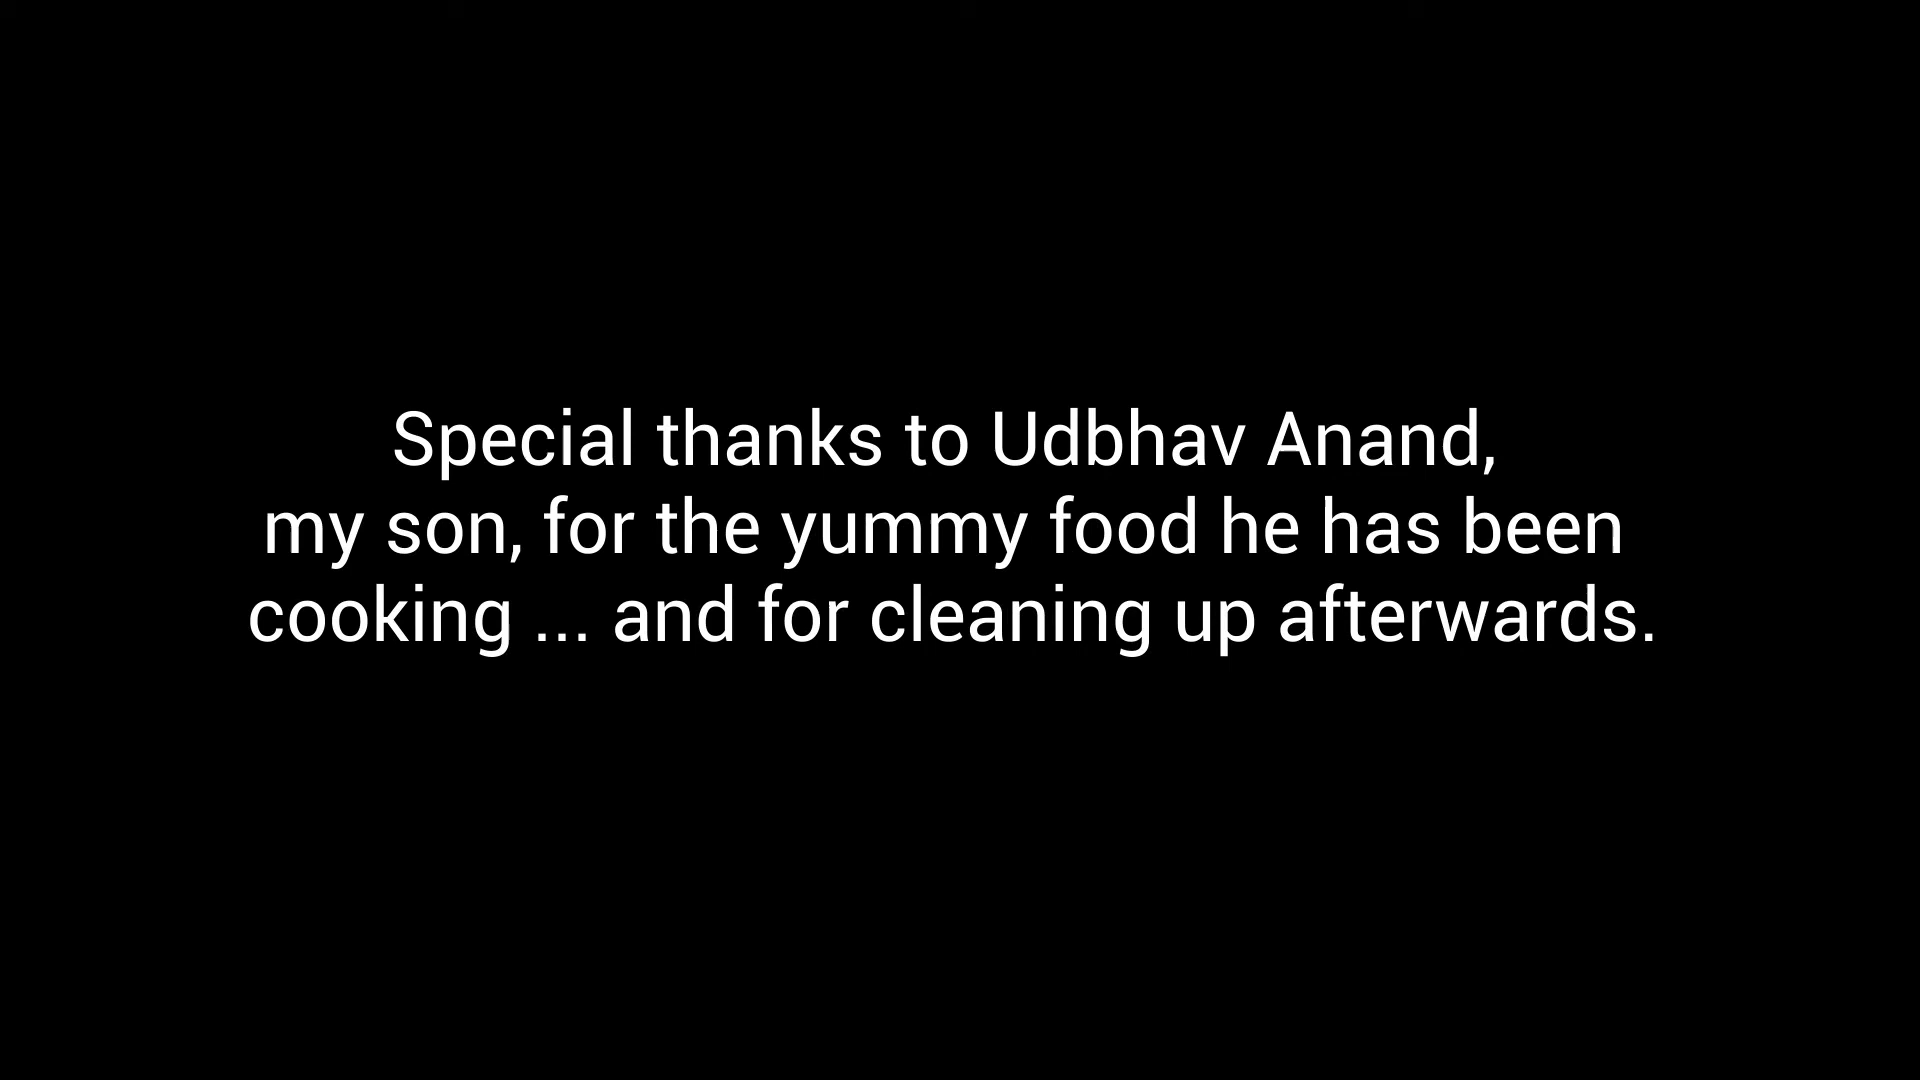 Special thanks to Udbhav Anand,
my son, for the yummy food he has been
cooking ... and for cleaning up afterwards.